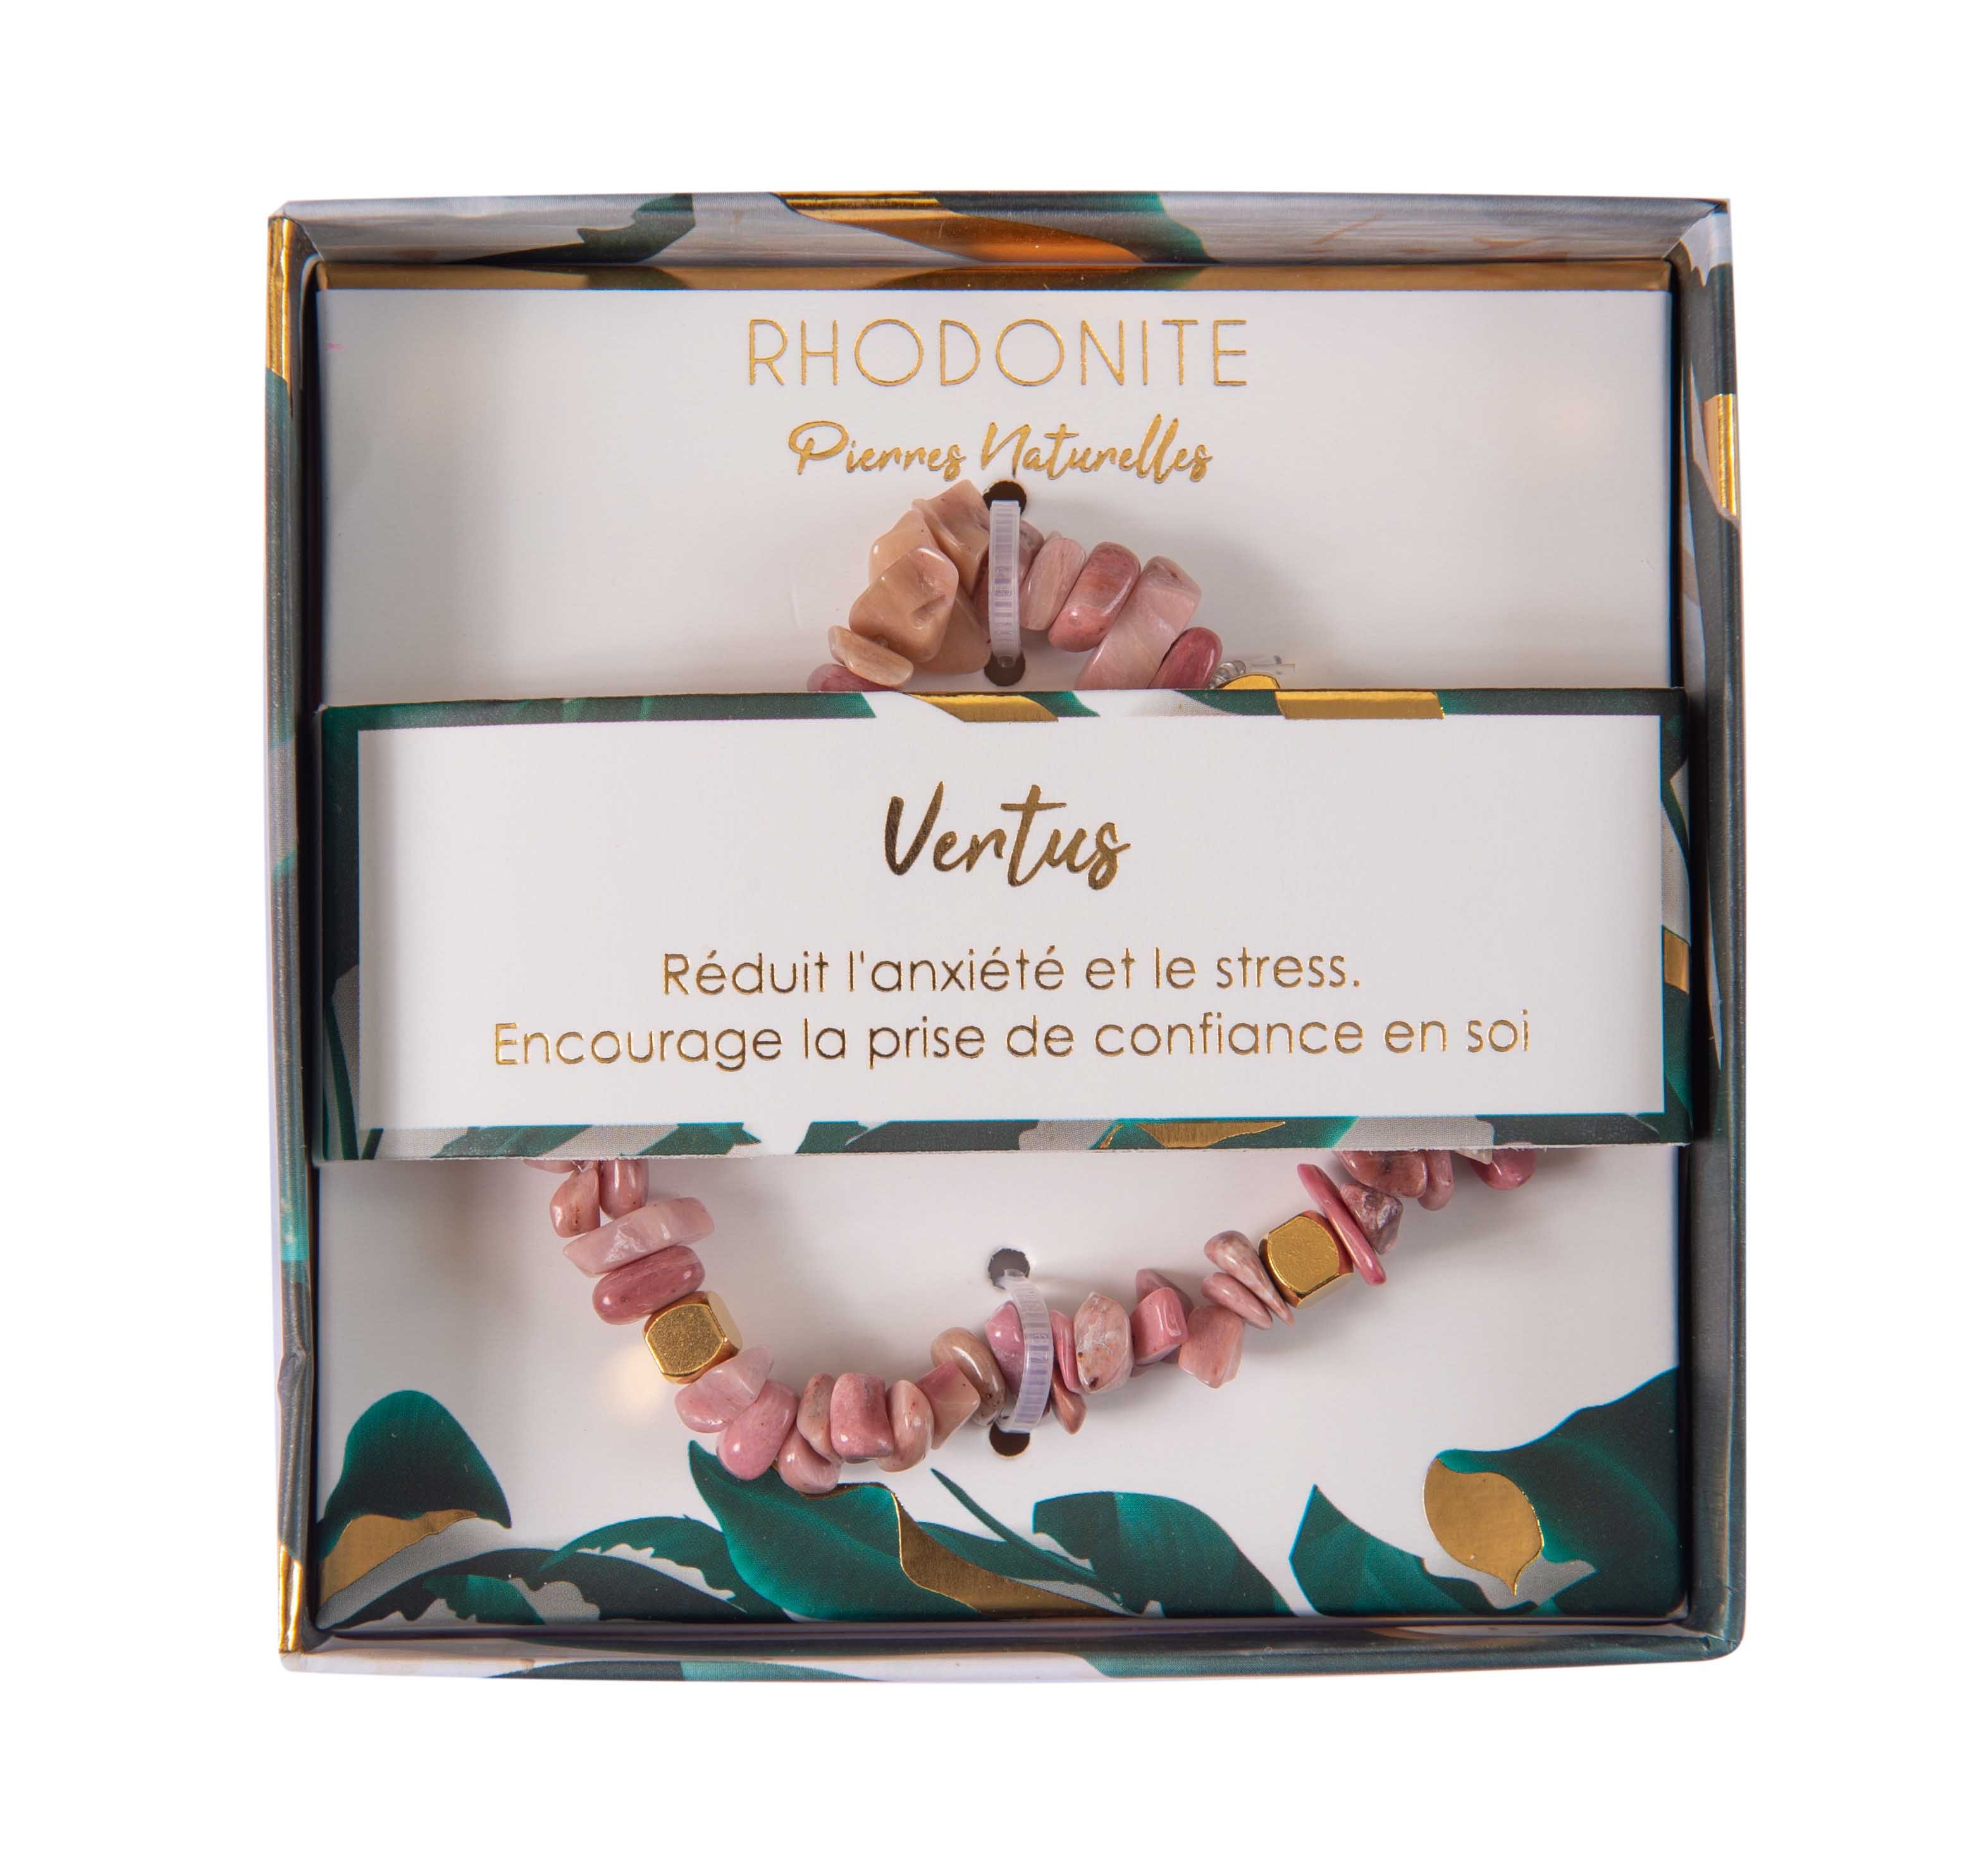 RHODONITE
Pierres Naturelles
Vertus
Réduit l'anxiété et le stress.
Encourage la prise de confiance en soi